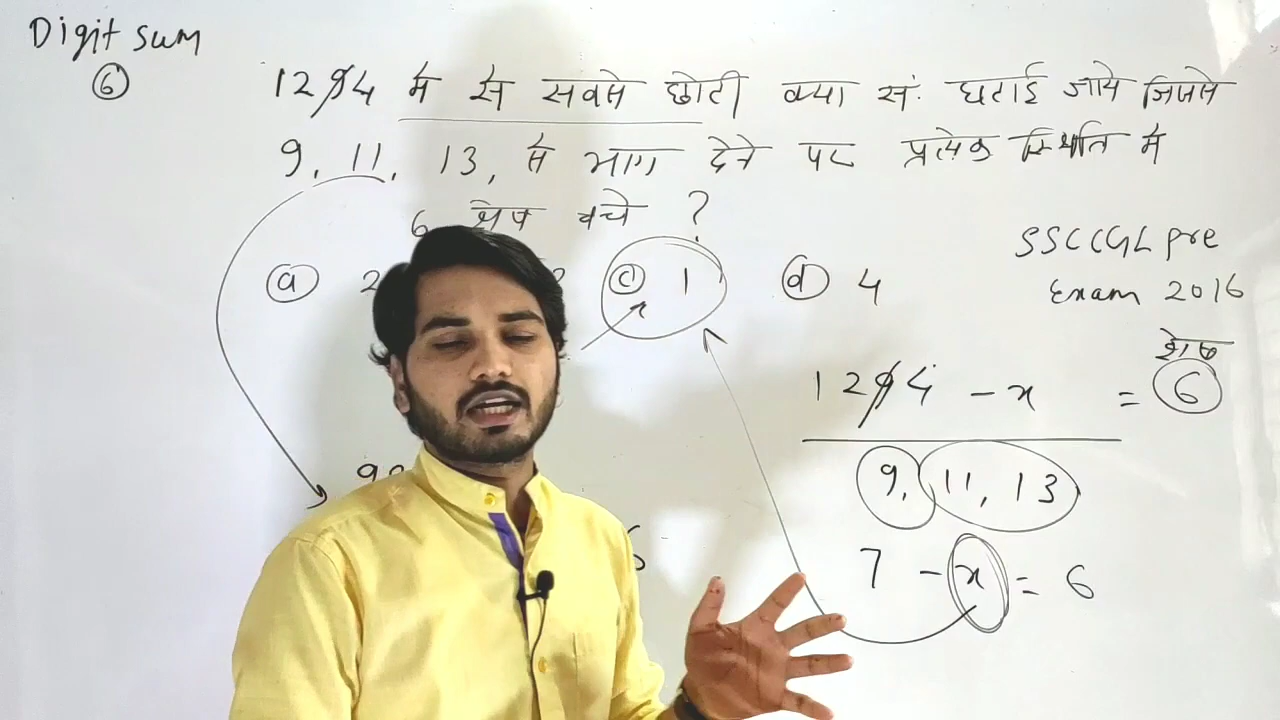 Digit sum
6
1294 में से सबसे छोटी क्या सं. घटाई जाये जिससे
9, 11, 13, से भाग देने पर प्रत्येक स्थिति में
6 शेष बचे ?
a 2 c 1 d 4
SSC CGL pre
Exam 2016
शेष
1294 - x = 6
9, 11, 13
7 - x = 6